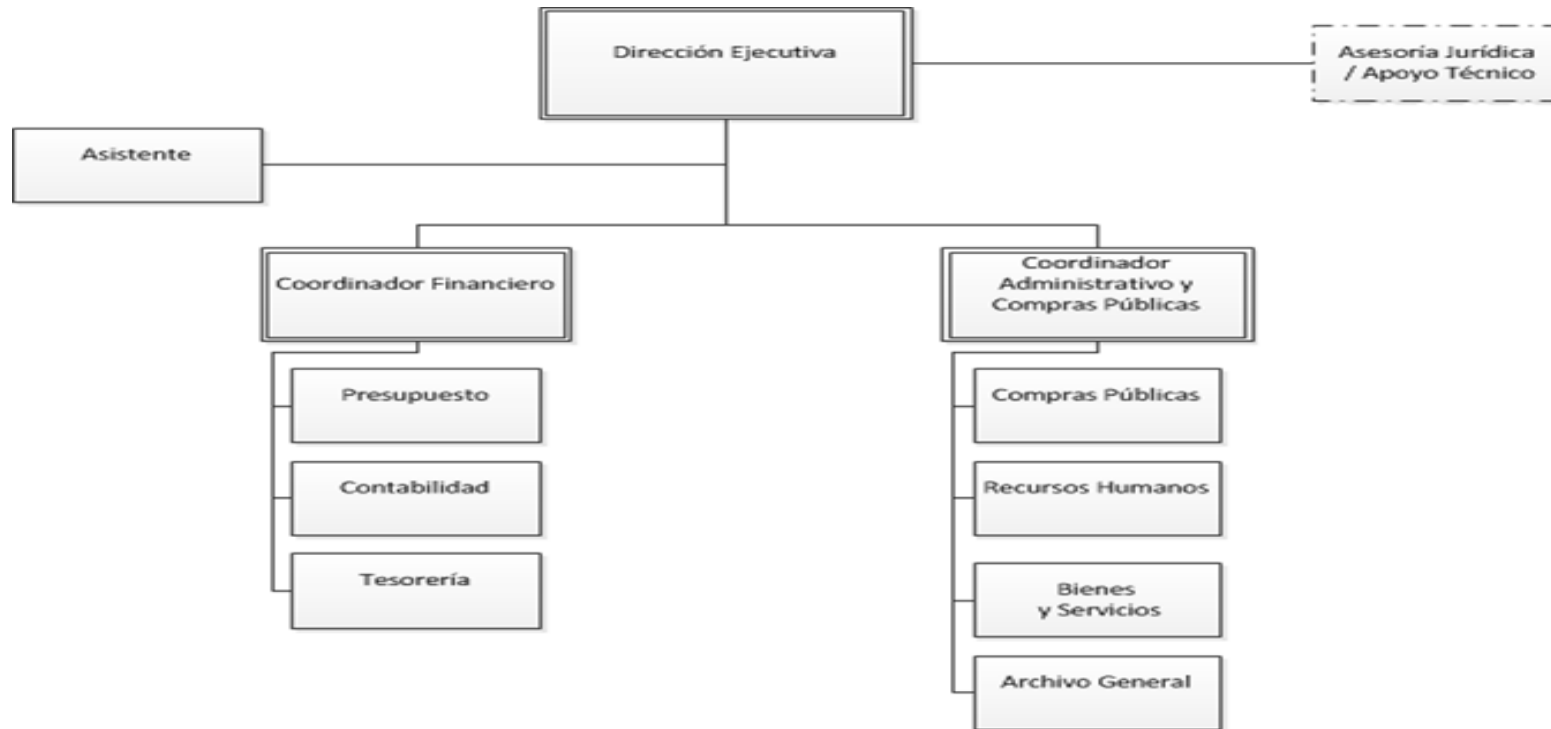 Dirección Ejecutiva
Asesoría Jurídica
/ Apoyo Técnico
Asistente
Coordinador Financiero
Coordinador
Administrativo y
Compras Públicas
Presupuesto
Contabilidad
Tesorería
Compras Públicas
Recursos Humanos
Bienes
y Servicios
Archivo General